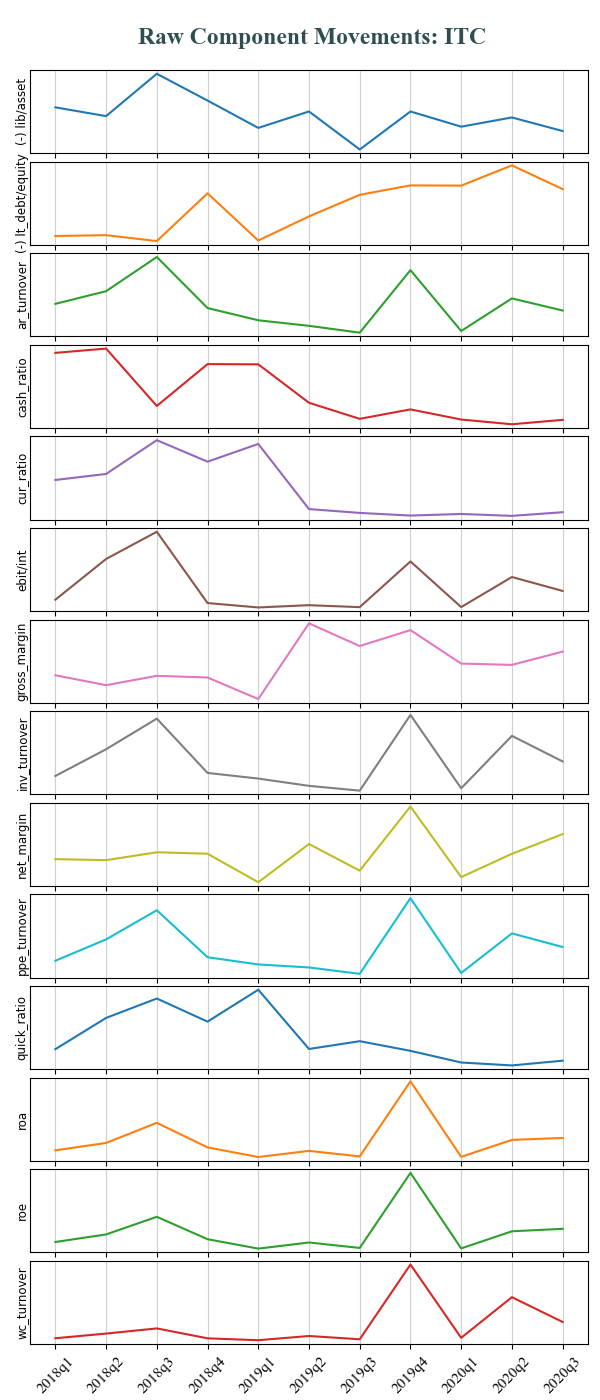 Raw Component Movements: ITC
(-) lib/asset
(-) lt_debt/equity
ar_turnover
cash_ratio
cur_ratio
ebit/int
gross_margin
inv_turnover
net_margin
ppe_turnover
quick_ratio
roa
roe
wc_turnover
2018q1 2018q2 2018q3 2018q4 2019q1 2019q2 2019q3 2019q4 2020q1 2020q2 2020q3